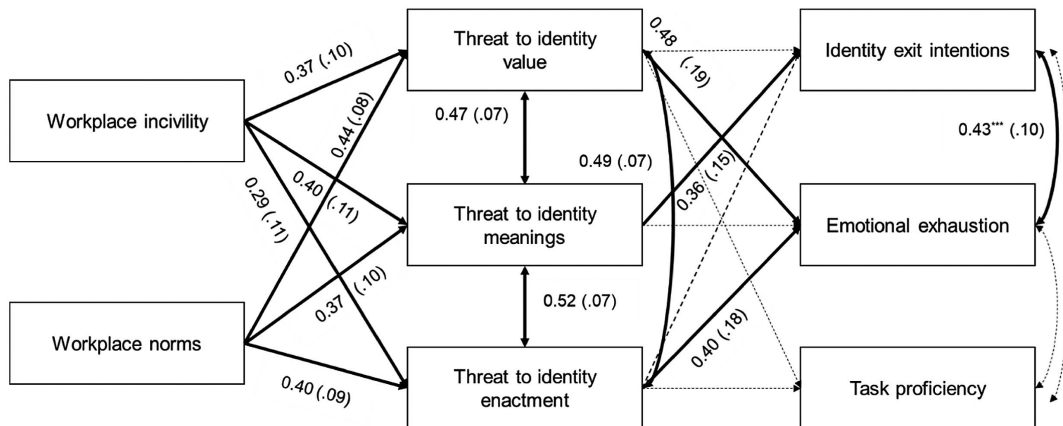 Workplace incivility
Workplace norms
0.37 (.10)
0.44 (.08)
0.40 (.11)
0.29 (.11)
0.37 (.10)
0.40 (.09)
Threat to identity
value
0.47 (.07)
Threat to identity
meanings
0.52 (.07)
Threat to identity
enactment
0.48 (.19)
0.49 (.07)
0.36 (.15)
0.40 (.18)
Identity exit intentions
0.43*** (.10)
Emotional exhaustion
Task proficiency